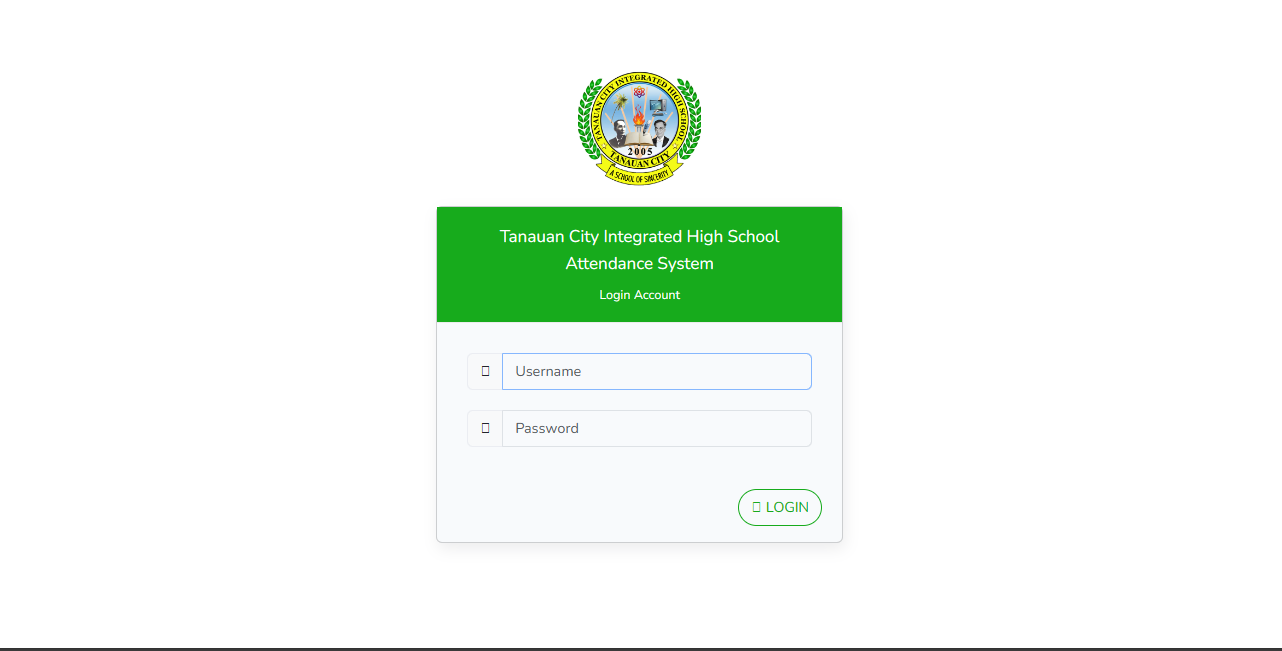 TANAUAN CITY INTEGRATED HIGH SCHOOL
2005
TANAUAN CITY
A SCHOOL OF SINCERITY
Tanauan City Integrated High School
Attendance System
Login Account
Username
Password
LOGIN